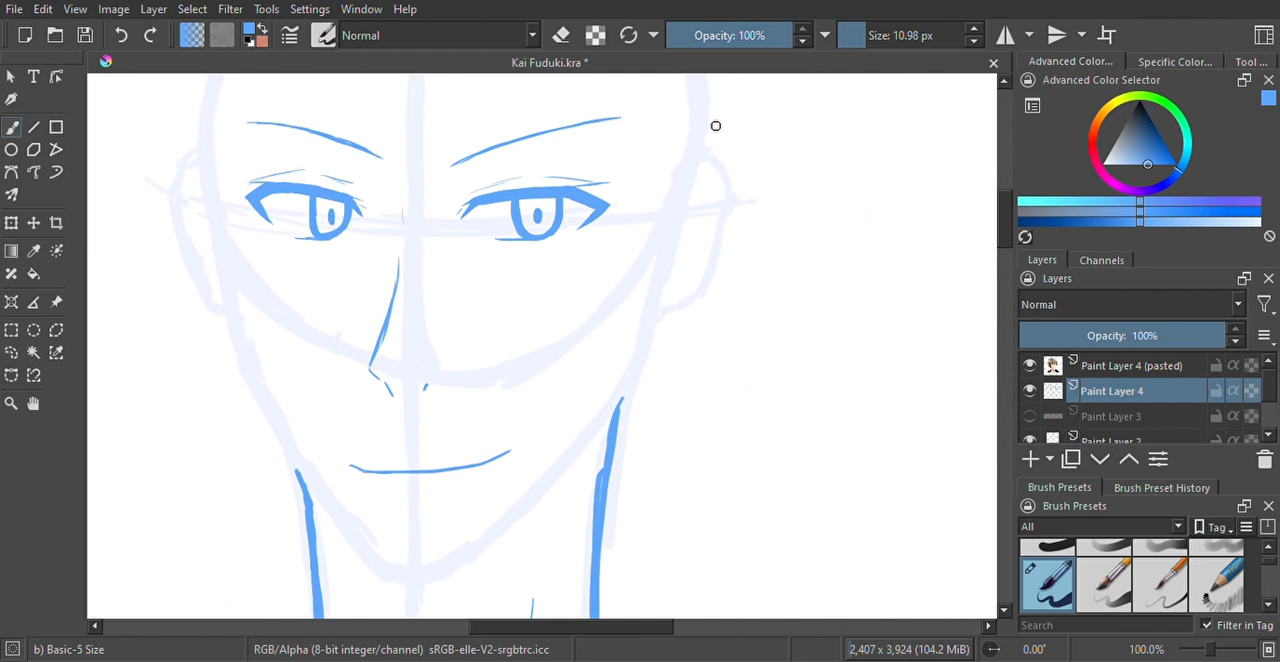 File Edit View Image Layer Select Filter Tools Settings Window Help
Normal Opacity: 100% Size: 10.98 px
Kai Fuduki.kra *
Advanced Color... Specific Color... Tool ...
Advanced Color Selector
Layers Channels
Layers
Normal
Opacity: 100%
Paint Layer 4 (pasted)
Paint Layer 4
Paint Layer 3
Paint Layer 2
Brush Presets Brush Preset History
Brush Presets
All Tag
Search Filter in Tag
b) Basic-5 Size RGB/Alpha (8-bit integer/channel) sRGB-elle-V2-srgbtrc.icc 2,407 x 3,924 (104.2 MiB) 0.00° 100.0%